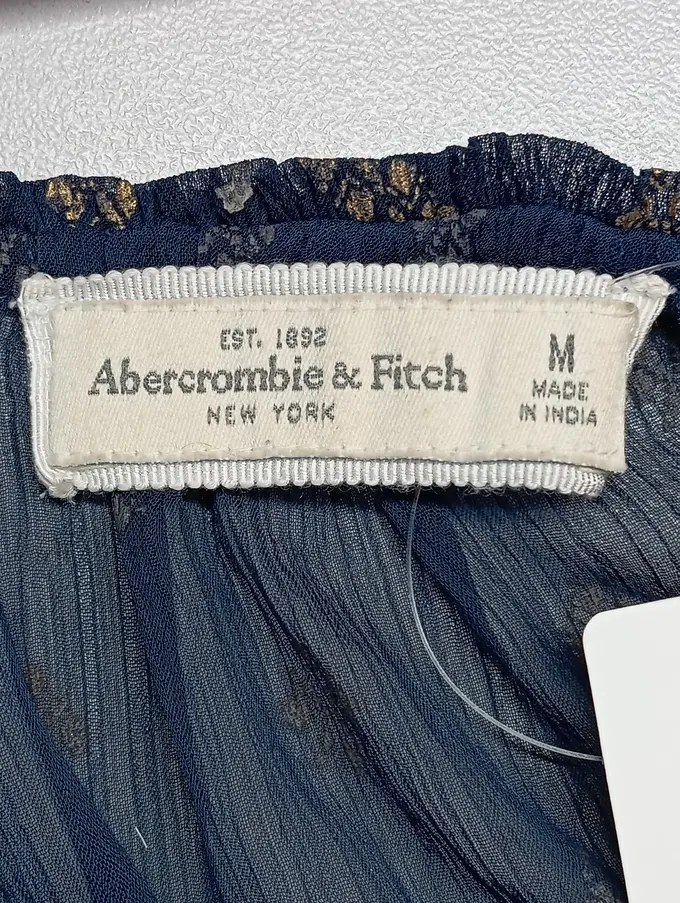 EST. 1892
Abercrombie & Fitch
NEW YORK
M
MADE
IN INDIA